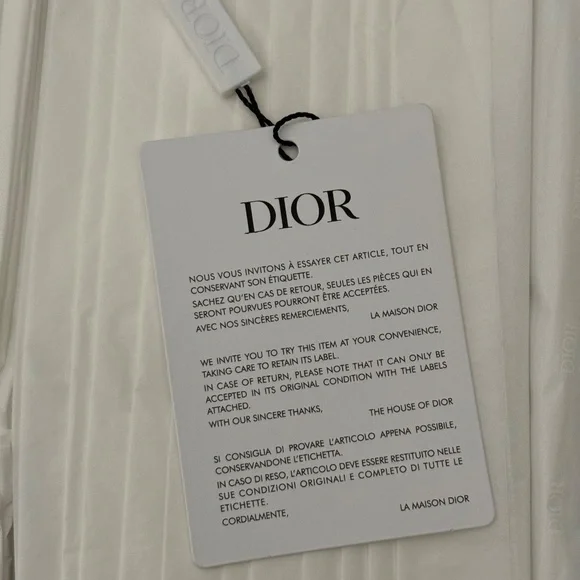 DIOR
DIOR
NOUS VOUS INVITONS À ESSAYER CET ARTICLE, TOUT EN
CONSERVANT SON ÉTIQUETTE.
SACHEZ QU'EN CAS DE RETOUR, SEULES LES PIÈCES QUI EN
SERONT POURVUES POURRONT ÊTRE ACCEPTÉES.
AVEC NOS SINCÈRES REMERCIEMENTS,
LA MAISON DIOR
WE INVITE YOU TO TRY THIS ITEM AT YOUR CONVENIENCE,
TAKING CARE TO RETAIN ITS LABEL.
IN CASE OF RETURN, PLEASE NOTE THAT IT CAN ONLY BE
ACCEPTED IN ITS ORIGINAL CONDITION WITH THE LABELS
ATTACHED.
WITH OUR SINCERE THANKS,
THE HOUSE OF DIOR
SI CONSIGLIA DI PROVARE L'ARTICOLO APPENA POSSIBILE,
CONSERVANDONE L'ETICHETTA.
IN CASO DI RESO, L'ARTICOLO DEVE ESSERE RESTITUITO NELLE
SUE CONDIZIONI ORIGINALI E COMPLETO DI TUTTE LE
ETICHETTE.
CORDIALMENTE,
LA MAISON DIOR